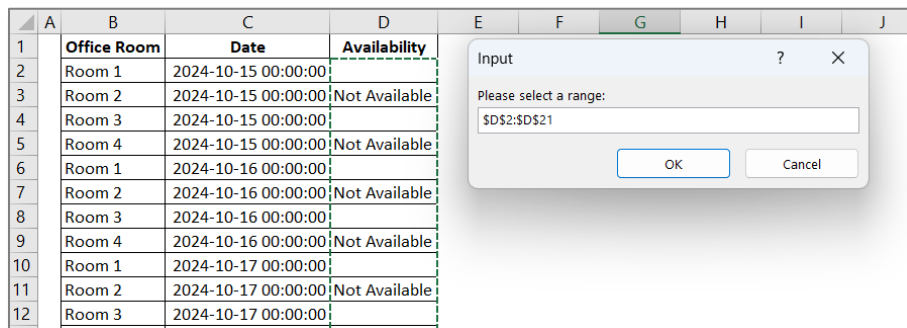 A B C D E F G H I J
1 Office Room Date Availability
2 Room 1 2024-10-15 00:00:00
3 Room 2 2024-10-15 00:00:00 Not Available
4 Room 3 2024-10-15 00:00:00
5 Room 4 2024-10-15 00:00:00 Not Available
6 Room 1 2024-10-16 00:00:00
7 Room 2 2024-10-16 00:00:00 Not Available
8 Room 3 2024-10-16 00:00:00
9 Room 4 2024-10-16 00:00:00 Not Available
10 Room 1 2024-10-17 00:00:00
11 Room 2 2024-10-17 00:00:00 Not Available
12 Room 3 2024-10-17 00:00:00
Input ?
Please select a range:
$D$2:$D$21
OK Cancel